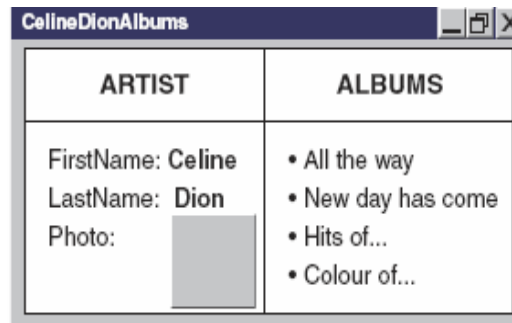 CelineDionAlbums
ARTIST
ALBUMS
FirstName: Celine
LastName: Dion
Photo:
• All the way
• New day has come
• Hits of...
• Colour of...